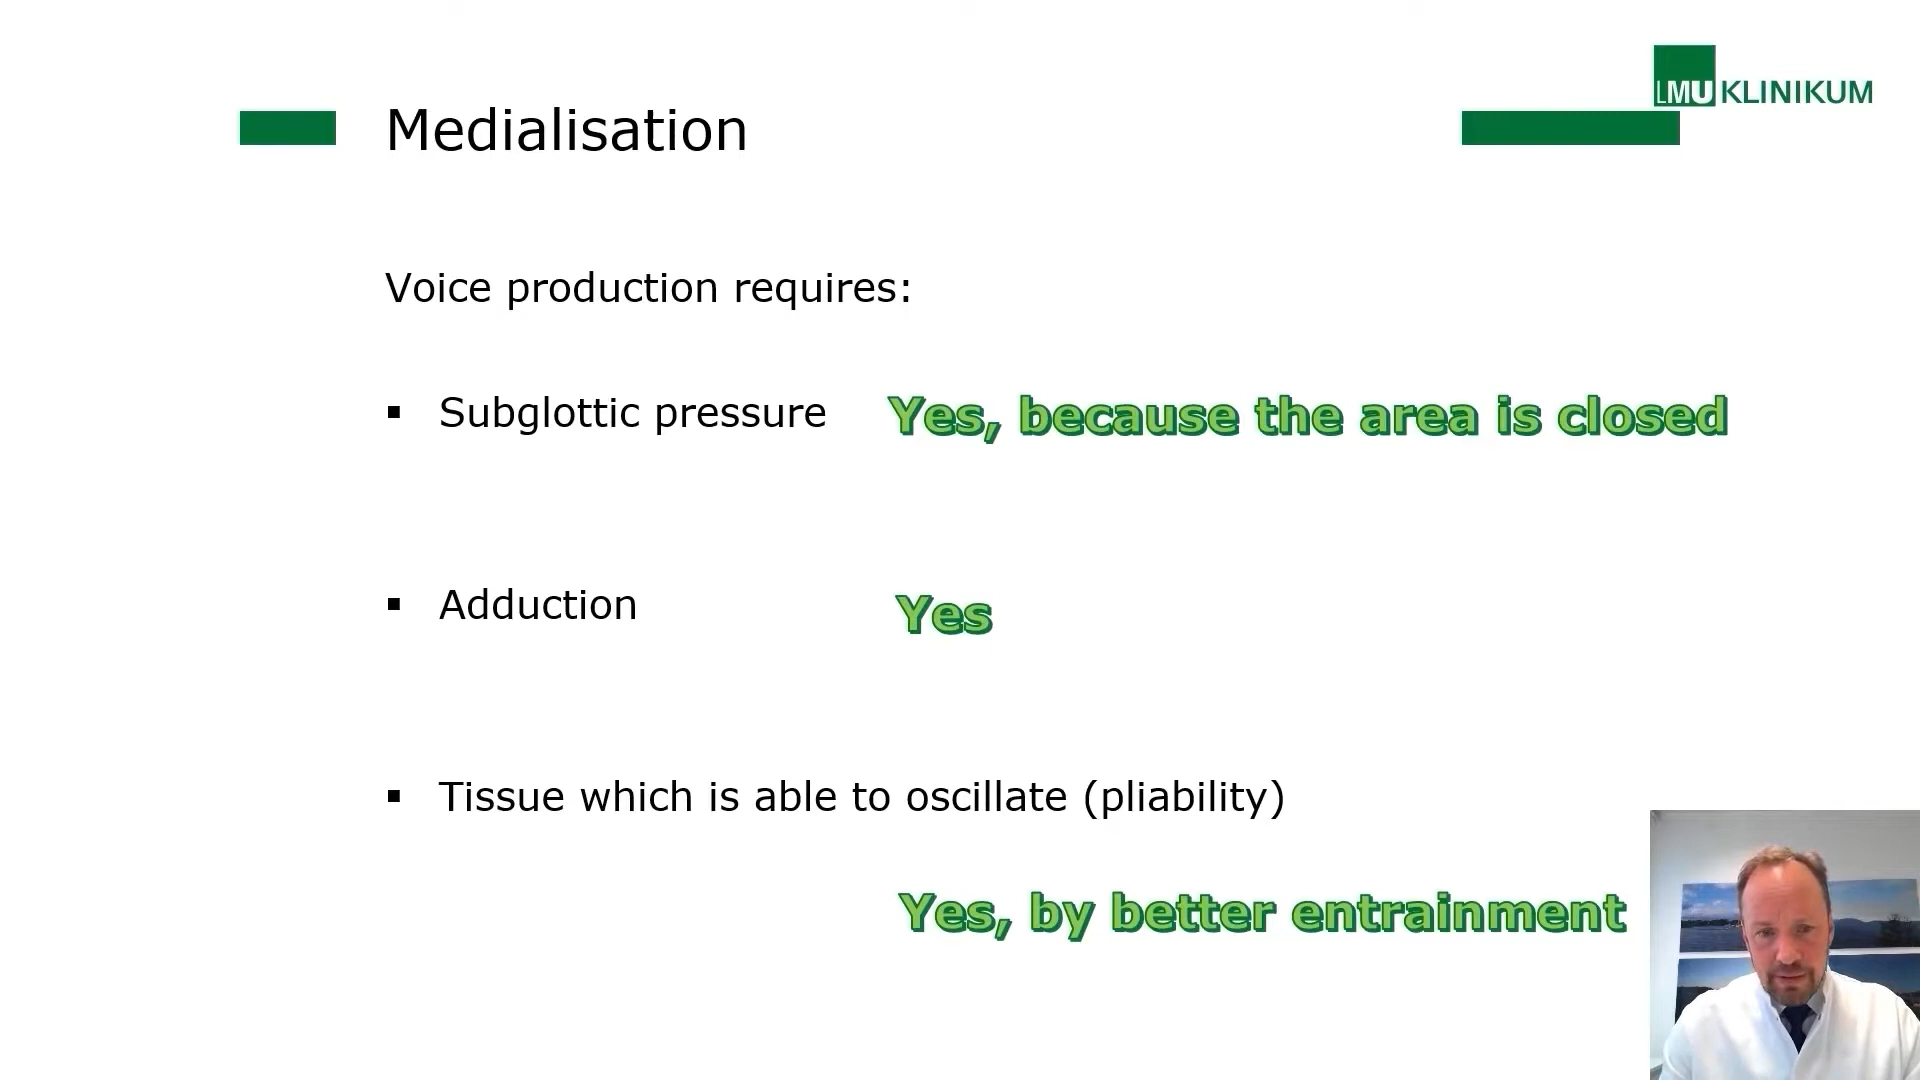 LMU KLINIKUM
Medialisation
Voice production requires:
▪ Subglottic pressure Yes, because the area is closed
▪ Adduction Yes
▪ Tissue which is able to oscillate (pliability)
Yes, by better entrainment